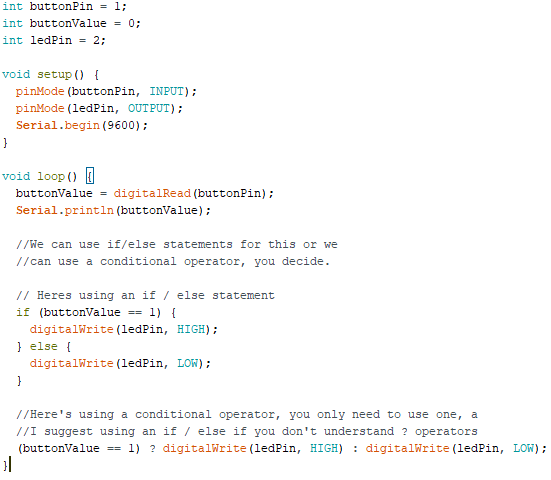 int buttonPin = 1;
int buttonValue = 0;
int ledPin = 2;

void setup() {
  pinMode(buttonPin, INPUT);
  pinMode(ledPin, OUTPUT);
  Serial.begin(9600);
}

void loop() {
  buttonValue = digitalRead(buttonPin);
  Serial.println(buttonValue);

  //We can use if/else statements for this or we
  //can use a conditional operator, you decide.

  // Heres using an if / else statement
  if (buttonValue == 1) {
    digitalWrite(ledPin, HIGH);
  } else {
    digitalWrite(ledPin, LOW);
  }

  //Here's using a conditional operator, you only need to use one, a
  //I suggest using an if / else if you don't understand ? operators
  (buttonValue == 1) ? digitalWrite(ledPin, HIGH) : digitalWrite(ledPin, LOW);
}